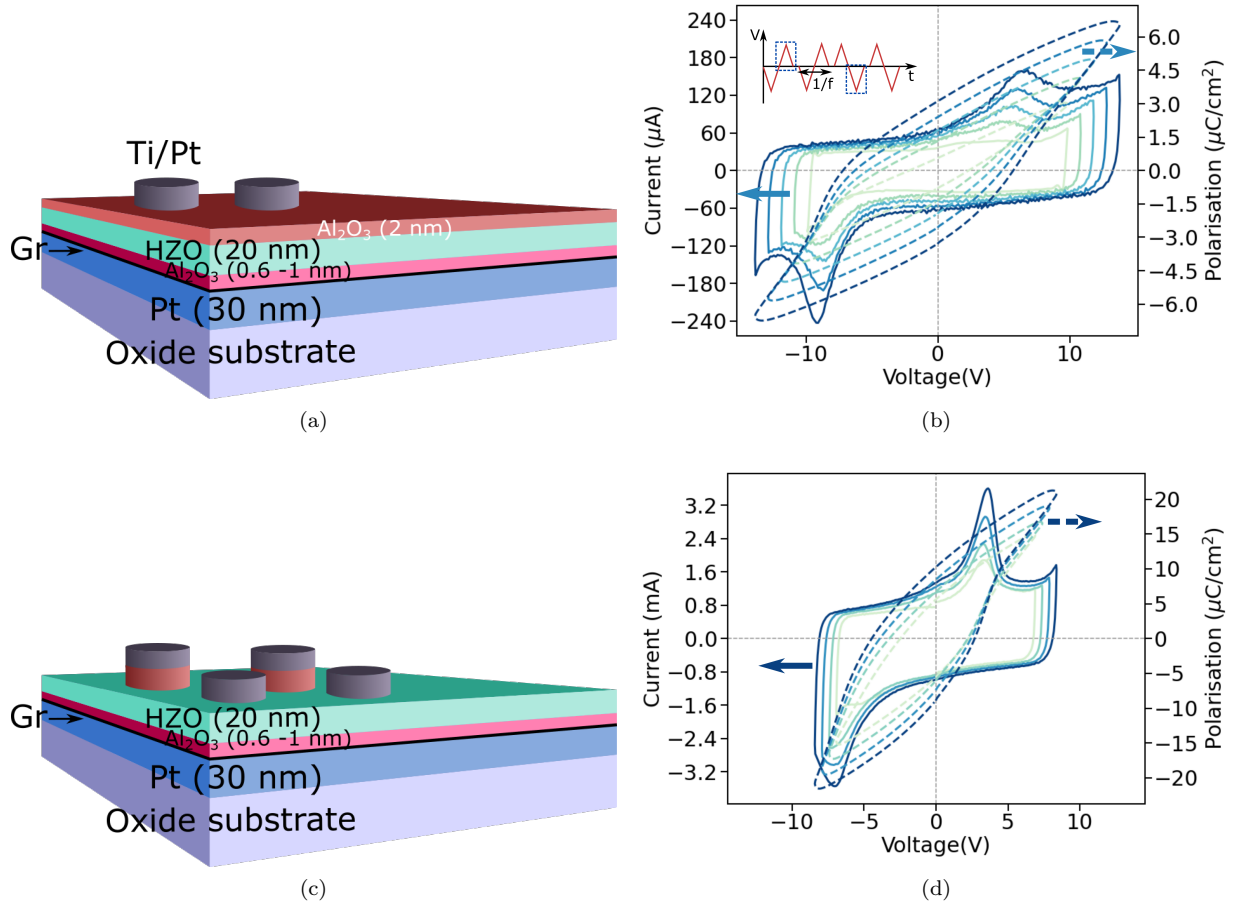 Ti/Pt
Al₂O₃ (2 nm)
Gr
HZO (20 nm)
Al₂O₃ (0.6 -1 nm)
Pt (30 nm)
Oxide substrate
(a)
240
180
120
60
0
−60
−120
−180
−240
Current (μA)
V
t
1/f
6.0
4.5
3.0
1.5
0.0
−1.5
−3.0
−4.5
−6.0
Polarisation (μC/cm²)
−10
0
10
Voltage(V)
(b)
Gr
HZO (20 nm)
Al₂O₃ (0.6 -1 nm)
Pt (30 nm)
Oxide substrate
(c)
3.2
2.4
1.6
0.8
0.0
−0.8
−1.6
−2.4
−3.2
Current (mA)
20
15
10
5
0
−5
−10
−15
−20
Polarisation (μC/cm²)
−10
−5
0
5
10
Voltage(V)
(d)